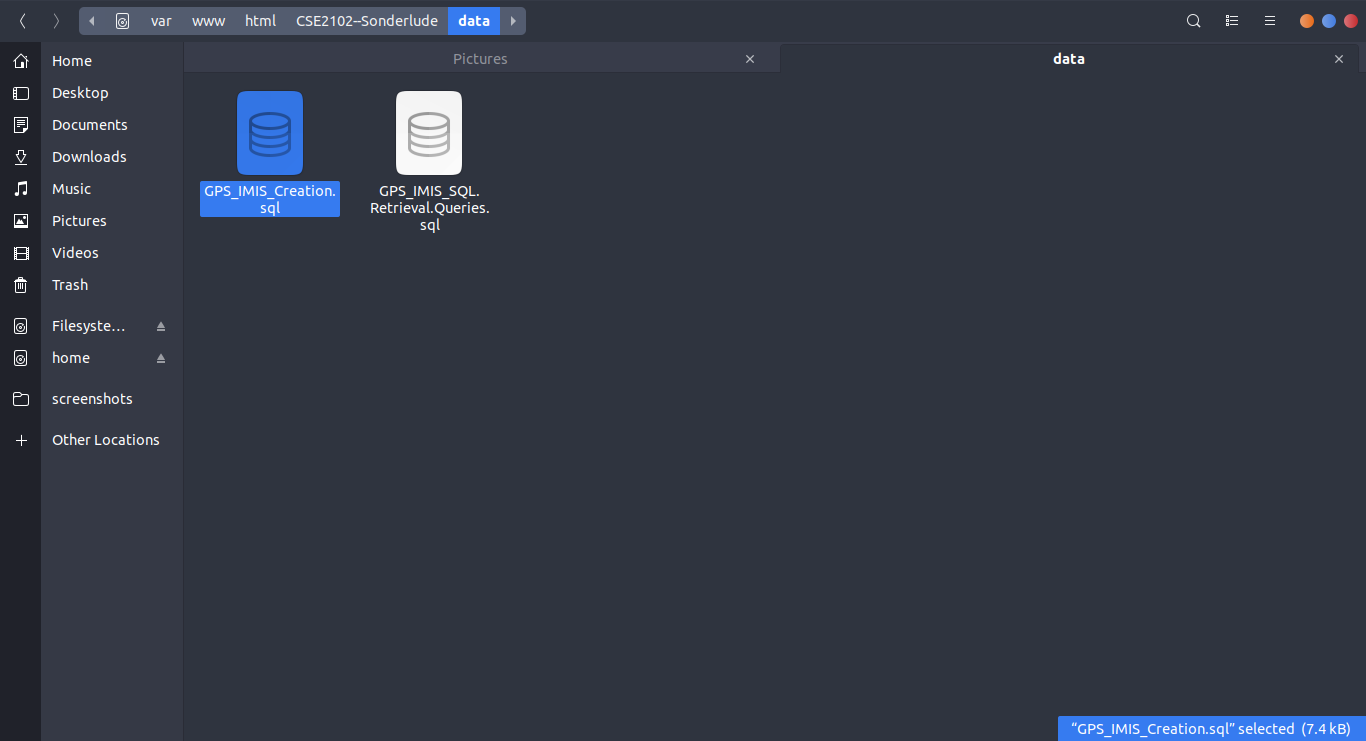 var www html CSE2102--Sonderlude data
Pictures data
Home
Desktop
Documents
Downloads
Music
Pictures
Videos
Trash
Filesyste…
home
screenshots
Other Locations
GPS_IMIS_Creation.
sql
GPS_IMIS_SQL.
Retrieval.Queries.
sql
“GPS_IMIS_Creation.sql” selected (7.4 kB)